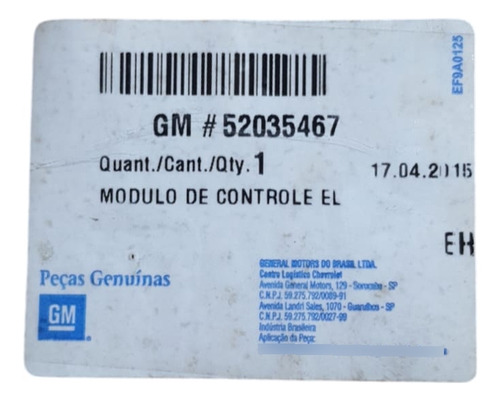 EF9A0125
GM # 52035467
Quant./Cant./Qty. 1
17.04.2015
MODULO DE CONTROLE EL
EH
Peças Genuínas
GM
GENERAL MOTORS DO BRASIL LTDA.
Centro Logístico Chevrolet
Avenida General Motors, 129 - Sorocaba - SP
C.N.P.J. 59.275.792/0089-91
Avenida Landri Sales, 1070 - Guarulhos - SP
C.N.P.J. 59.275.792/0027-99
Indústria Brasileira
Aplicação da Peça: